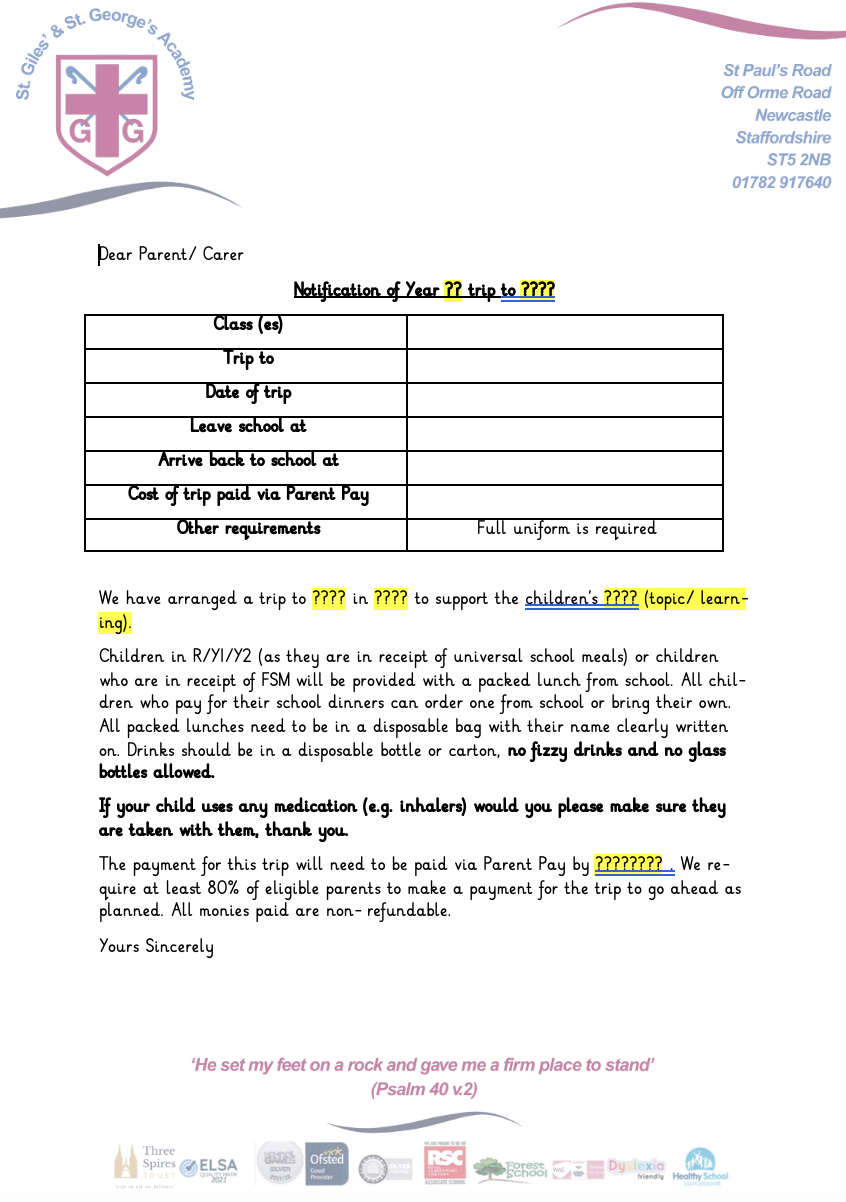 St. Giles' & St. George's Academy
G G
St Paul's Road
Off Orme Road
Newcastle
Staffordshire
ST5 2NB
01782 917640
Dear Parent/ Carer
Notification of Year ?? trip to ????
Class (es)
Trip to
Date of trip
Leave school at
Arrive back to school at
Cost of trip paid via Parent Pay
Other requirements Full uniform is required
We have arranged a trip to ???? in ???? to support the children's ???? (topic/ learn-
ing).
Children in R/Y1/Y2 (as they are in receipt of universal school meals) or children
who are in receipt of FSM will be provided with a packed lunch from school. All chil-
dren who pay for their school dinners can order one from school or bring their own.
All packed lunches need to be in a disposable bag with their name clearly written
on. Drinks should be in a disposable bottle or carton, no fizzy drinks and no glass
bottles allowed.
If your child uses any medication (e.g. inhalers) would you please make sure they
are taken with them, thank you.
The payment for this trip will need to be paid via Parent Pay by ???????? . We re-
quire at least 80% of eligible parents to make a payment for the trip to go ahead as
planned. All monies paid are non- refundable.
Yours Sincerely
'He set my feet on a rock and gave me a firm place to stand'
(Psalm 40 v.2)
Three
Spires
TRUST
ELSA
QUALITY MARK
2021
SILVER
Ofsted
Good
Provider
SILVER
RSC
ASSOCIATE SCHOOL
Forest
School
Dyslexia
friendly
Healthy School